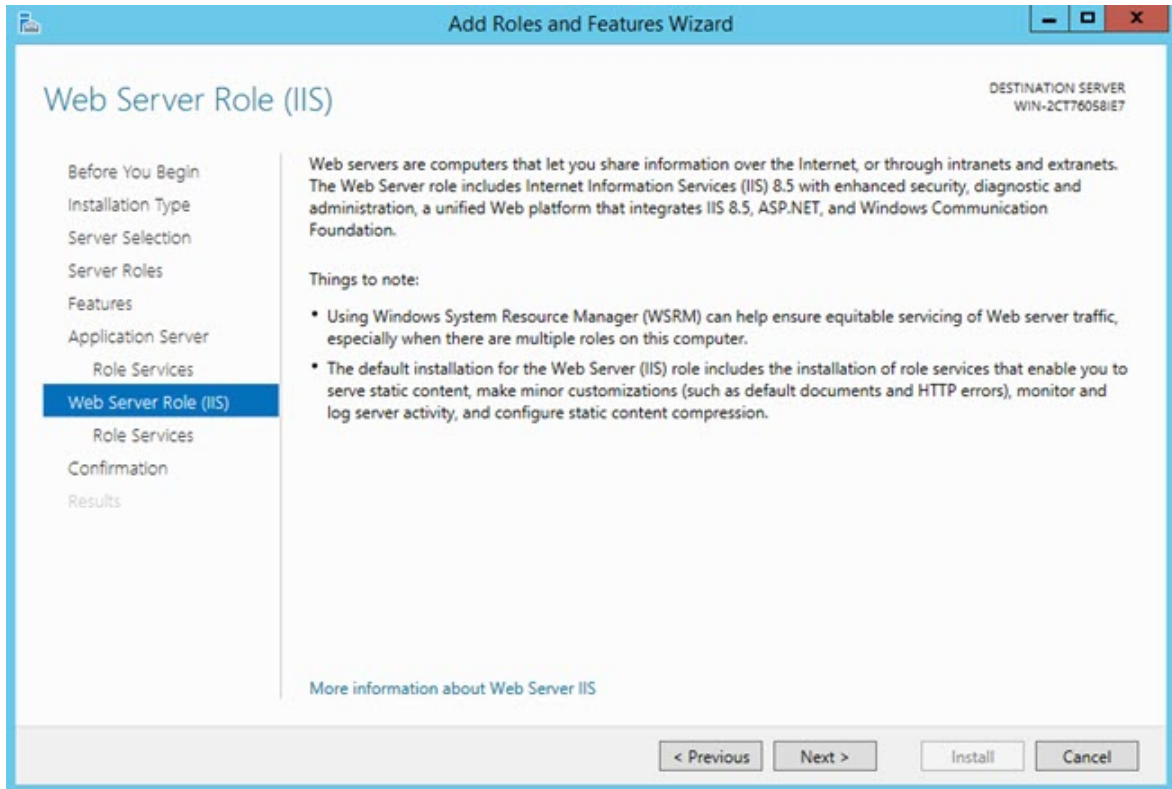 Add Roles and Features Wizard
Web Server Role (IIS)
DESTINATION SERVER
WIN-2CT76058IE7
Before You Begin
Installation Type
Server Selection
Server Roles
Features
Application Server
Role Services
Web Server Role (IIS)
Role Services
Confirmation
Results
Web servers are computers that let you share information over the Internet, or through intranets and extranets.
The Web Server role includes Internet Information Services (IIS) 8.5 with enhanced security, diagnostic and
administration, a unified Web platform that integrates IIS 8.5, ASP.NET, and Windows Communication
Foundation.
Things to note:
• Using Windows System Resource Manager (WSRM) can help ensure equitable servicing of Web server traffic,
especially when there are multiple roles on this computer.
• The default installation for the Web Server (IIS) role includes the installation of role services that enable you to
serve static content, make minor customizations (such as default documents and HTTP errors), monitor and
log server activity, and configure static content compression.
More information about Web Server IIS
< Previous
Next >
Install
Cancel